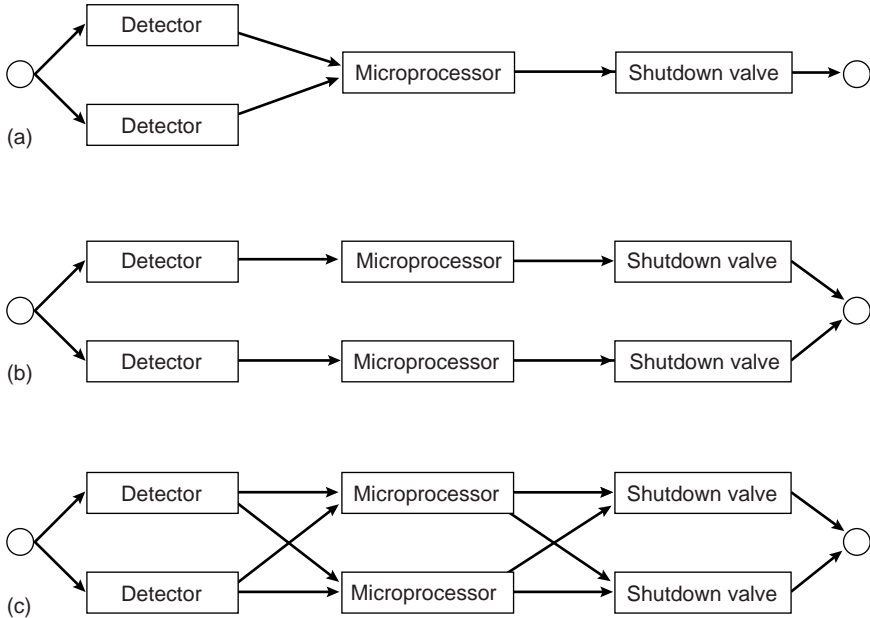 Detector
Microprocessor
Shutdown valve
Detector
(a)
Detector
Microprocessor
Shutdown valve
Detector
Microprocessor
Shutdown valve
(b)
Detector
Microprocessor
Shutdown valve
Detector
Microprocessor
Shutdown valve
(c)